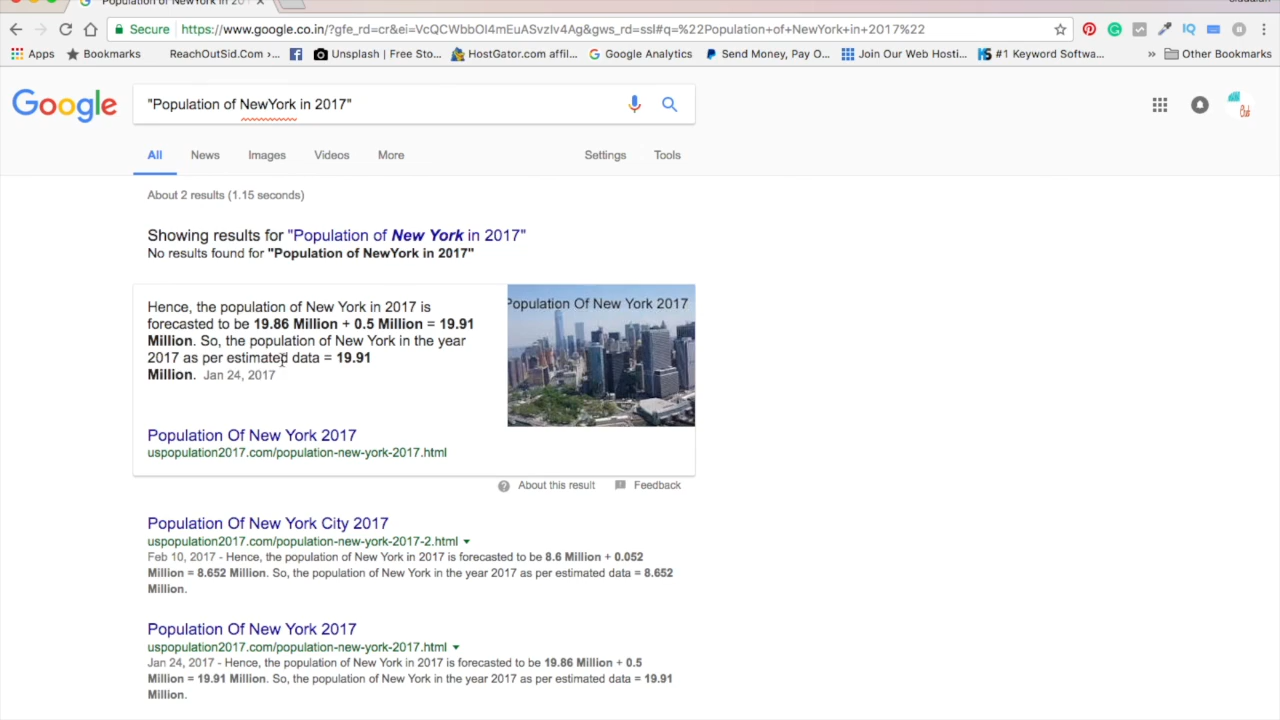 Population of NewYork in 201 ×
Secure https://www.google.co.in/?gfe_rd=cr&ei=VcQCWbbOI4mEuASvzIv4Ag&gws_rd=ssl#q=%22Population+of+NewYork+in+2017%22
Apps Bookmarks ReachOutSid.Com ›... Unsplash | Free Sto... HostGator.com affil... Google Analytics Send Money, Pay O... Join Our Web Hosti... #1 Keyword Softwa... » Other Bookmarks
Google "Population of NewYork in 2017"
All News Images Videos More Settings Tools
About 2 results (1.15 seconds)
Showing results for "Population of New York in 2017"
No results found for "Population of NewYork in 2017"
Hence, the population of New York in 2017 is
forecasted to be 19.86 Million + 0.5 Million = 19.91
Million. So, the population of New York in the year
2017 as per estimated data = 19.91
Million. Jan 24, 2017
Population Of New York 2017
Population Of New York 2017
uspopulation2017.com/population-new-york-2017.html
About this result Feedback
Population Of New York City 2017
uspopulation2017.com/population-new-york-2017-2.html
Feb 10, 2017 - Hence, the population of New York in 2017 is forecasted to be 8.6 Million + 0.052
Million = 8.652 Million. So, the population of New York in the year 2017 as per estimated data = 8.652
Million.
Population Of New York 2017
uspopulation2017.com/population-new-york-2017.html
Jan 24, 2017 - Hence, the population of New York in 2017 is forecasted to be 19.86 Million + 0.5
Million = 19.91 Million. So, the population of New York in the year 2017 as per estimated data = 19.91
Million.